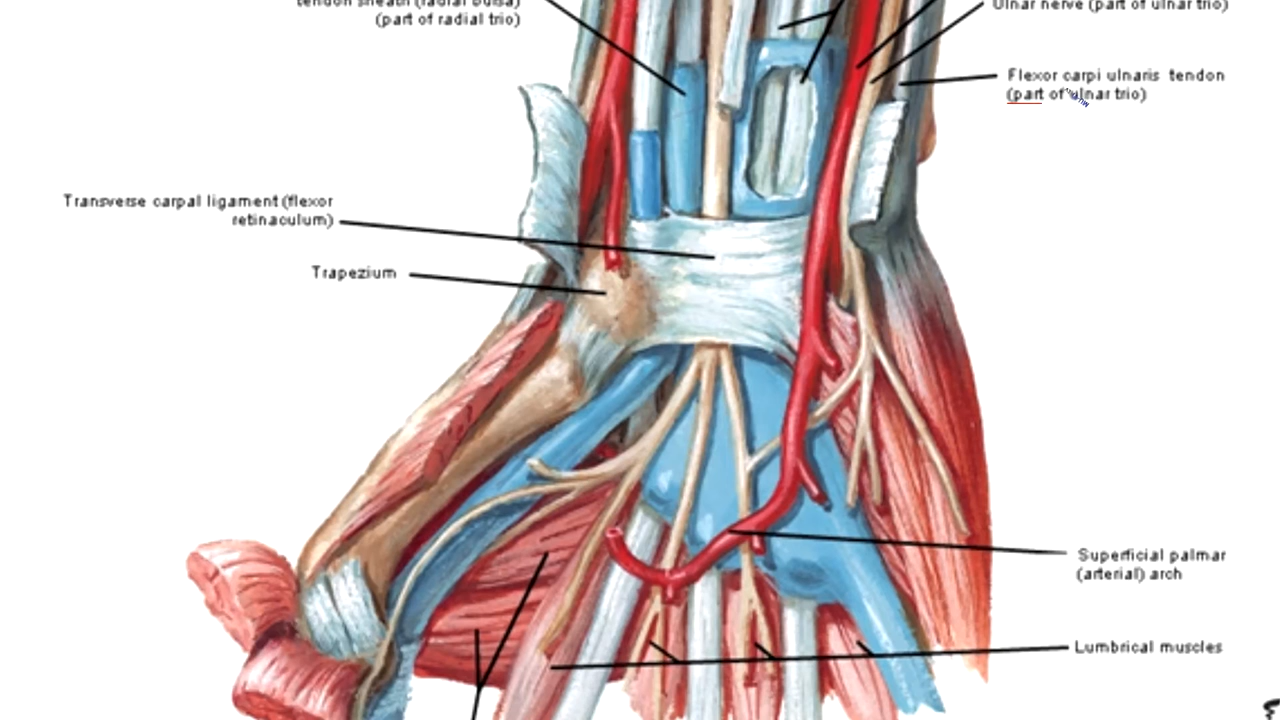 tendon sheath (radial bursa)
(part of radial trio)
Ulnar nerve (part of ulnar trio)
Flexor carpi ulnaris tendon
(part of ulnar trio)
Transverse carpal ligament (flexor
retinaculum)
Trapezium
Superficial palmar
(arterial) arch
Lumbrical muscles